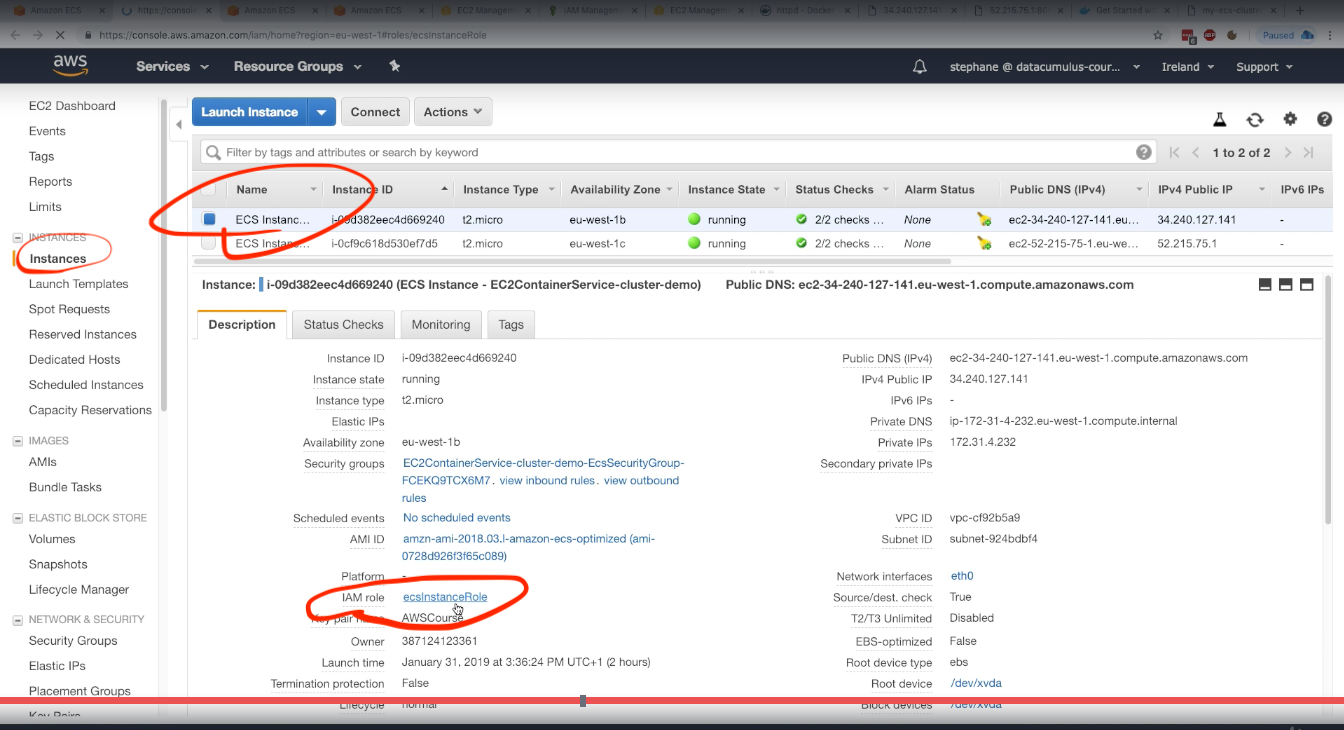 Amazon ECS
https://console
Amazon ECS
Amazon ECS
EC2 Managem
IAM Managem
EC2 Managem
httpd - Docker
34.240.127.141
52.215.75.1:80
Get Started w
my-ecs-cluster
https://console.aws.amazon.com/iam/home?region=eu-west-1#roles/ecsInstanceRole
Paused
aws
Services
Resource Groups
stephane @ datacumulus-cour...
Ireland
Support
EC2 Dashboard
Events
Tags
Reports
Limits
INSTANCES
Instances
Launch Templates
Spot Requests
Reserved Instances
Dedicated Hosts
Scheduled Instances
Capacity Reservations
IMAGES
AMIs
Bundle Tasks
ELASTIC BLOCK STORE
Volumes
Snapshots
Lifecycle Manager
NETWORK & SECURITY
Security Groups
Elastic IPs
Placement Groups
Key Pairs
Launch Instance
Connect
Actions
Filter by tags and attributes or search by keyword
1 to 2 of 2
Name Instance ID Instance Type Availability Zone Instance State Status Checks Alarm Status Public DNS (IPv4) IPv4 Public IP IPv6 IPs
ECS Instanc... i-09d382eec4d669240 t2.micro eu-west-1b running 2/2 checks ... None ec2-34-240-127-141.eu... 34.240.127.141 -
ECS Instanc... i-0cf9c618d530ef7d5 t2.micro eu-west-1c running 2/2 checks ... None ec2-52-215-75-1.eu-we... 52.215.75.1 -
Instance: i-09d382eec4d669240 (ECS Instance - EC2ContainerService-cluster-demo) Public DNS: ec2-34-240-127-141.eu-west-1.compute.amazonaws.com
Description Status Checks Monitoring Tags
Instance ID i-09d382eec4d669240
Instance state running
Instance type t2.micro
Elastic IPs
Availability zone eu-west-1b
Security groups EC2ContainerService-cluster-demo-EcsSecurityGroup-
FCEKQ9TCX6M7. view inbound rules. view outbound
rules
Scheduled events No scheduled events
AMI ID amzn-ami-2018.03.l-amazon-ecs-optimized (ami-
0728d926f3f65c089)
Platform -
IAM role ecsInstanceRole
Key pair name AWSCourse
Owner 387124123361
Launch time January 31, 2019 at 3:36:24 PM UTC+1 (2 hours)
Termination protection False
Lifecycle normal
Public DNS (IPv4) ec2-34-240-127-141.eu-west-1.compute.amazonaws.com
IPv4 Public IP 34.240.127.141
IPv6 IPs -
Private DNS ip-172-31-4-232.eu-west-1.compute.internal
Private IPs 172.31.4.232
Secondary private IPs
VPC ID vpc-cf92b5a9
Subnet ID subnet-924bdbf4
Network interfaces eth0
Source/dest. check True
T2/T3 Unlimited Disabled
EBS-optimized False
Root device type ebs
Root device /dev/xvda
Block devices /dev/xvda